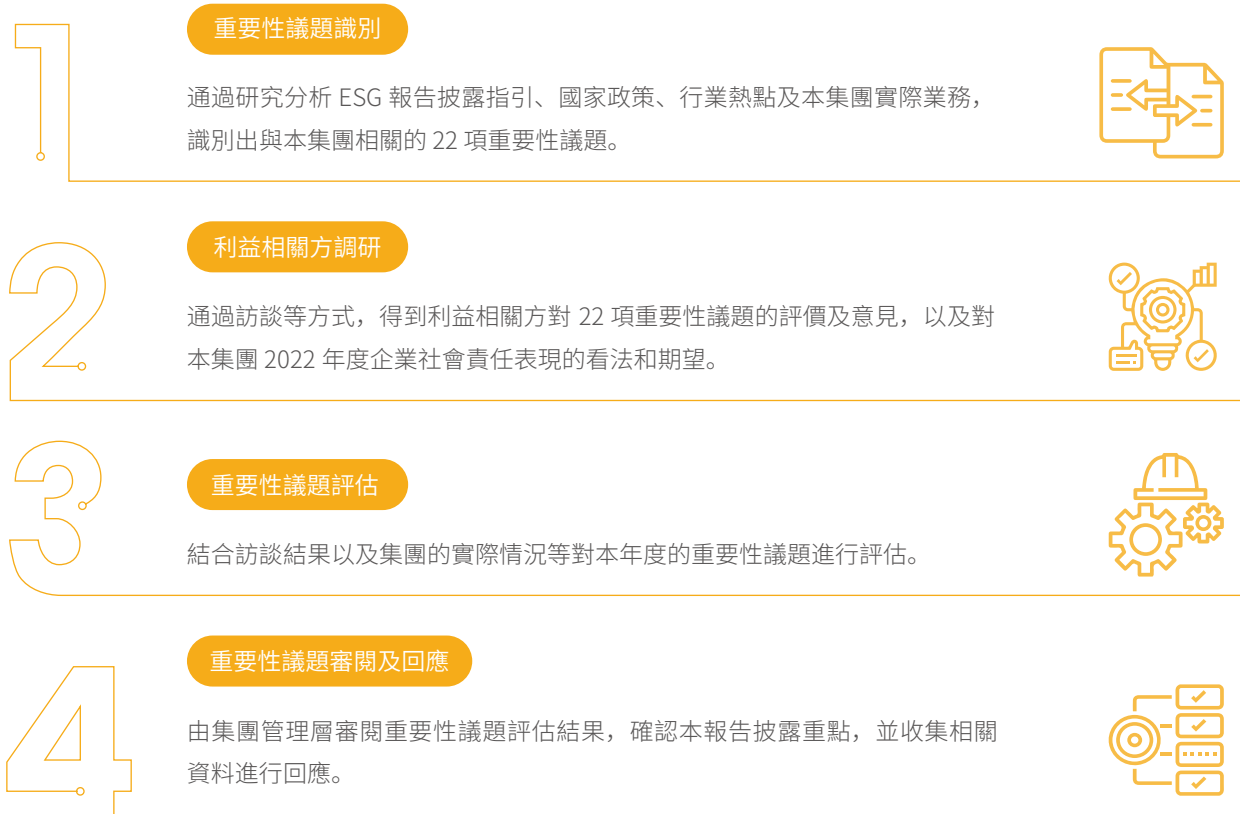 1
重要性議題識別
通過研究分析 ESG 報告披露指引、國家政策、行業熱點及本集團實際業務，
識別出與本集團相關的 22 項重要性議題。
2
利益相關方調研
通過訪談等方式，得到利益相關方對 22 項重要性議題的評價及意見，以及對
本集團 2022 年度企業社會責任表現的看法和期望。
3
重要性議題評估
結合訪談結果以及集團的實際情況等對本年度的重要性議題進行評估。
4
重要性議題審閱及回應
由集團管理層審閱重要性議題評估結果，確認本報告披露重點，並收集相關
資料進行回應。